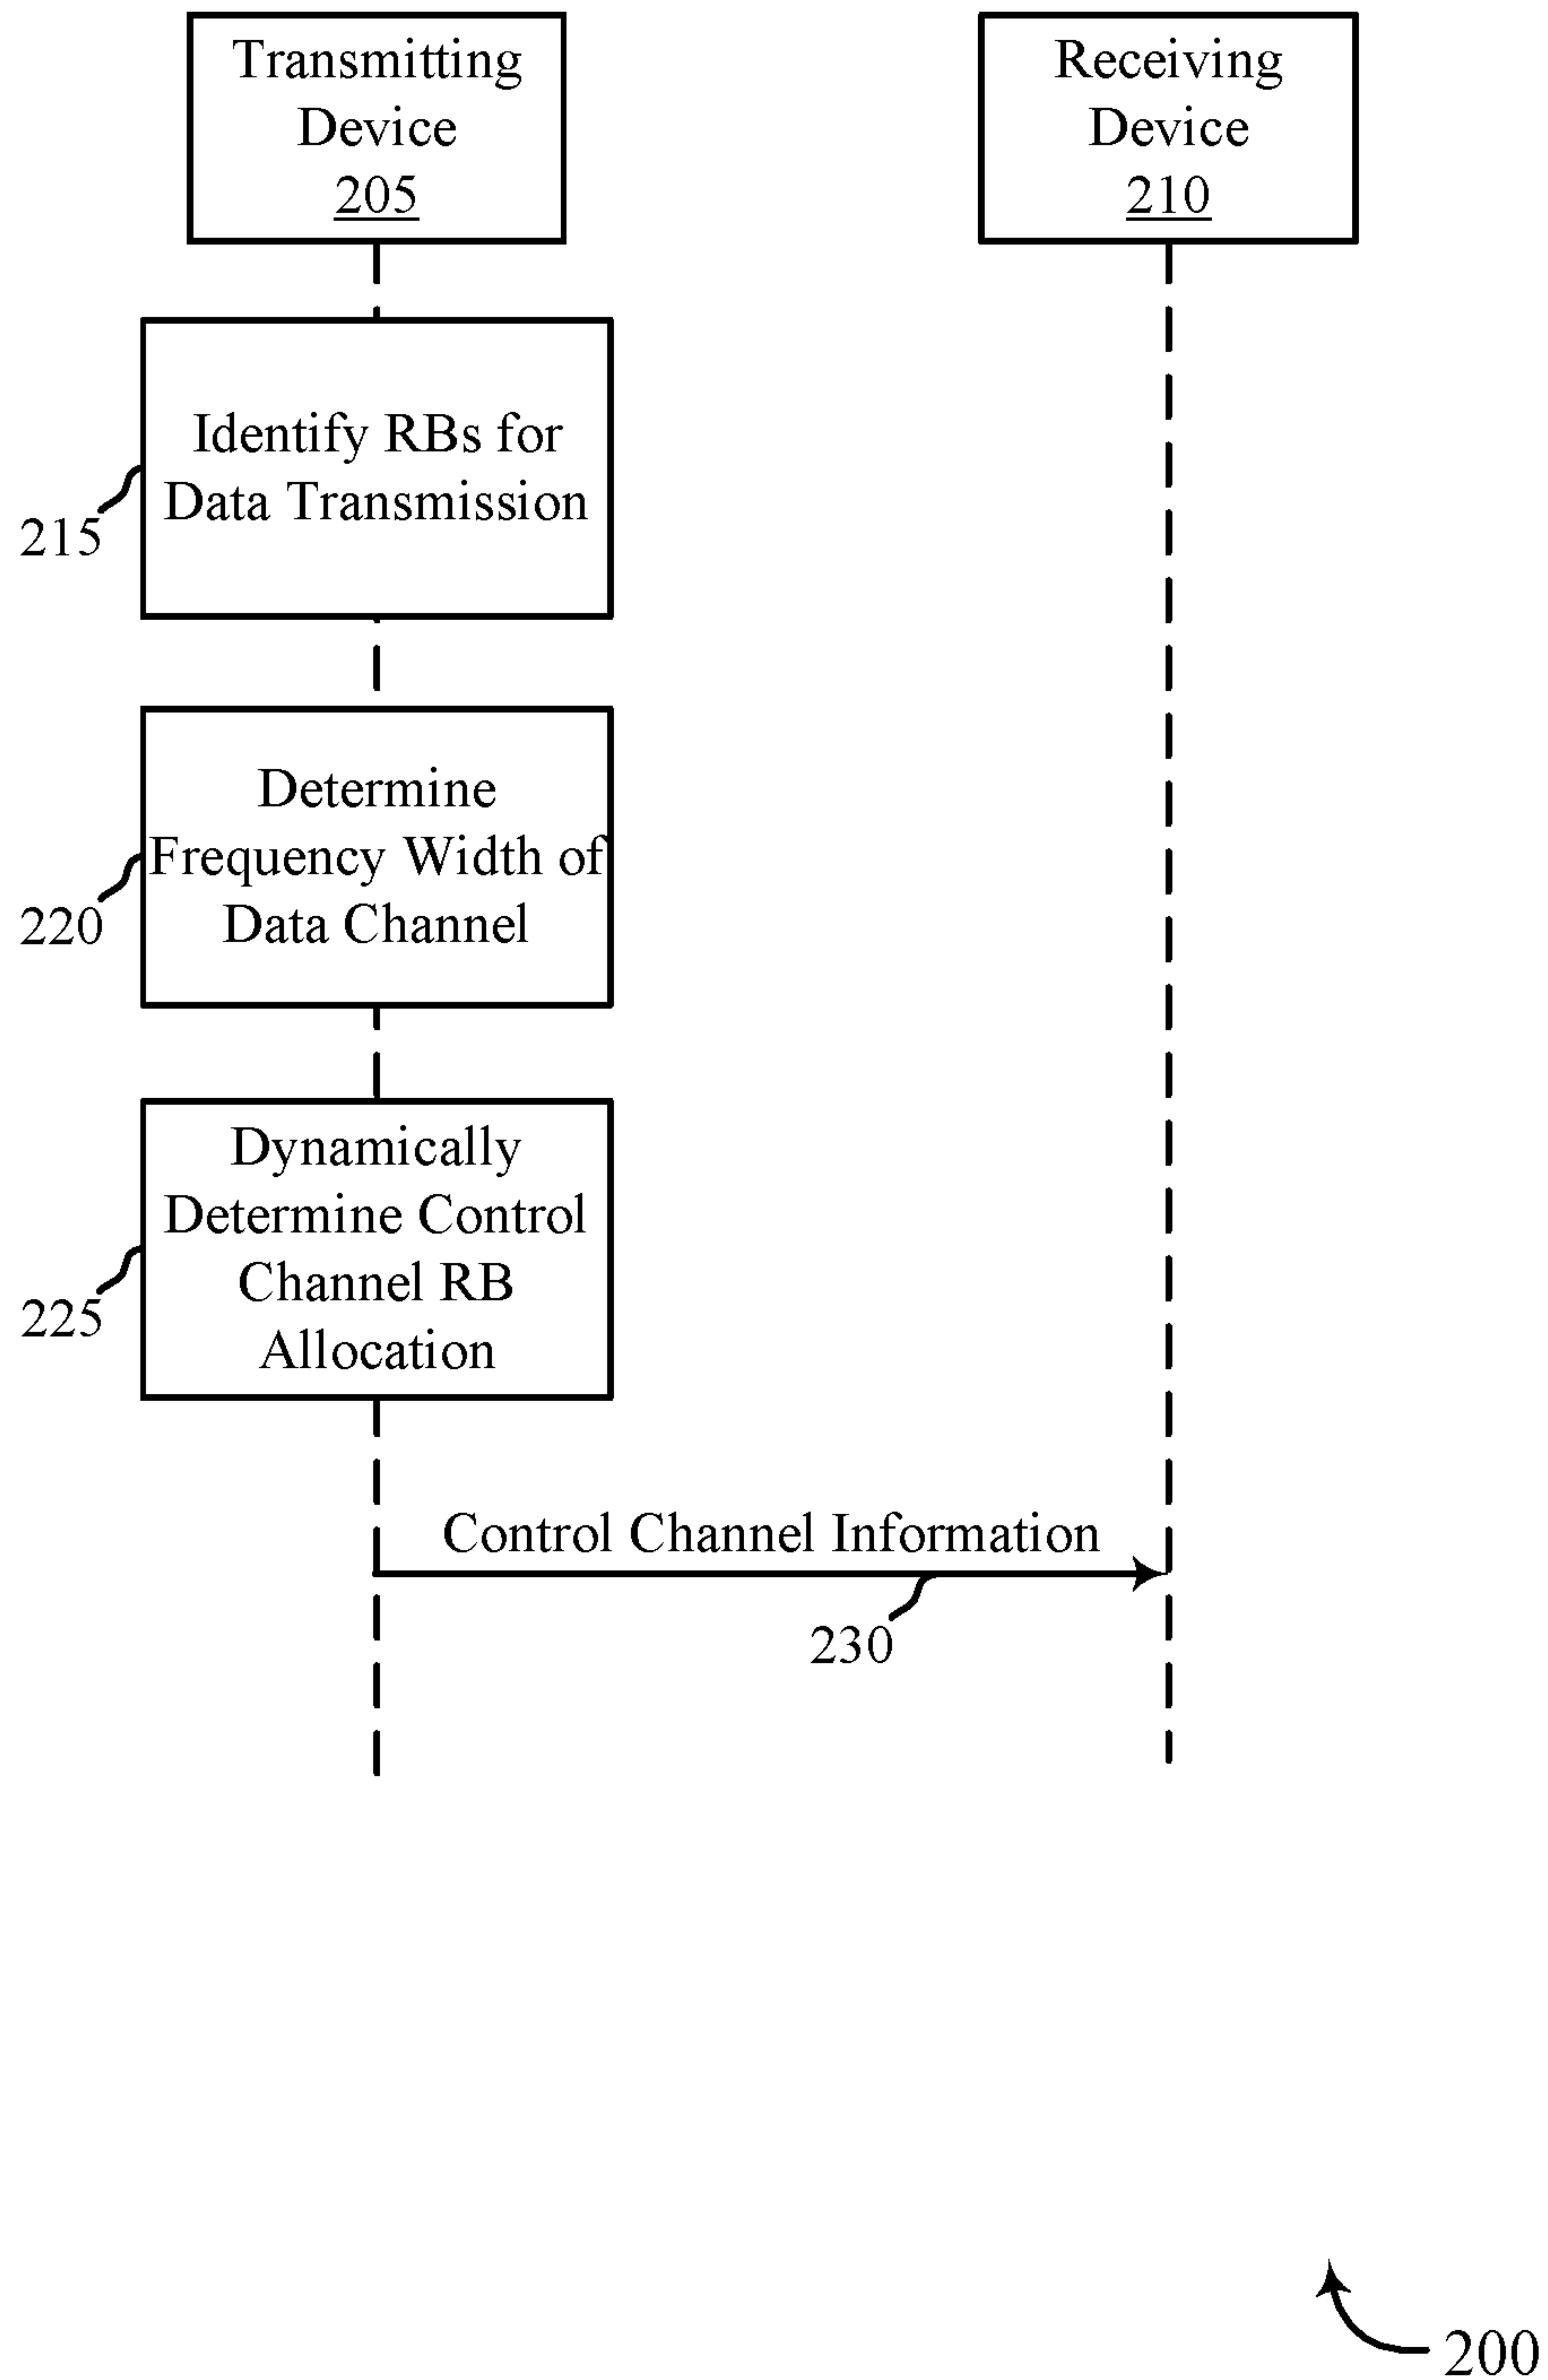 Transmitting
Device
205
Receiving
Device
210
Identify RBs for
Data Transmission
215
Determine
Frequency Width of
Data Channel
220
Dynamically
Determine Control
Channel RB
Allocation
225
Control Channel Information
230
200